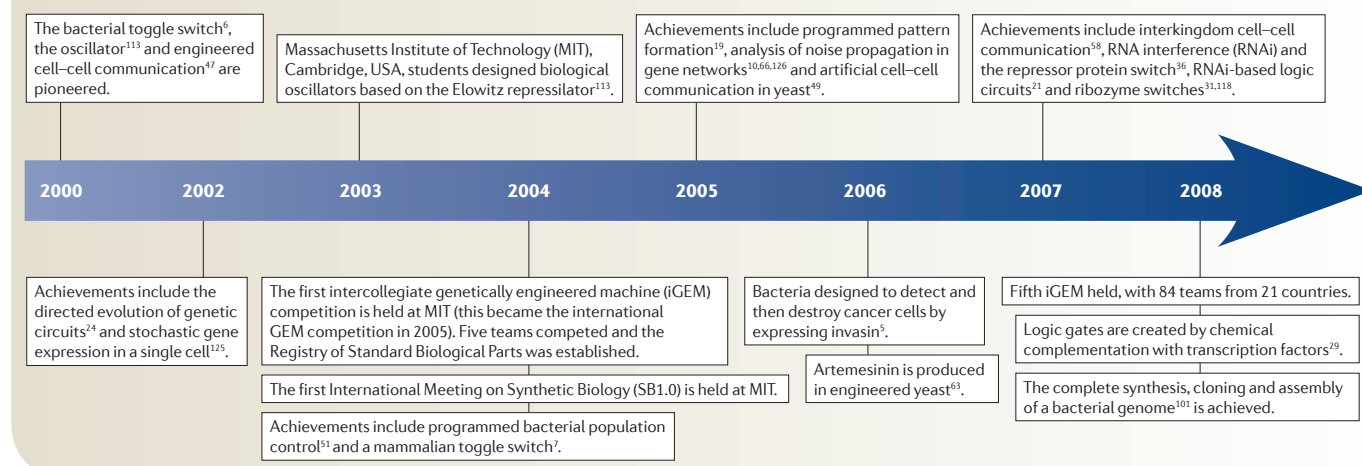 The bacterial toggle switch6,
the oscillator113 and engineered
cell–cell communication47 are
pioneered.
Massachusetts Institute of Technology (MIT),
Cambridge, USA, students designed biological
oscillators based on the Elowitz repressilator113.
Achievements include programmed pattern
formation19, analysis of noise propagation in
gene networks10,66,126 and artificial cell–cell
communication in yeast49.
Achievements include interkingdom cell–cell
communication58, RNA interference (RNAi) and
the repressor protein switch36, RNAi-based logic
circuits21 and ribozyme switches31,118.
2000 2002 2003 2004 2005 2006 2007 2008
Achievements include the
directed evolution of genetic
circuits24 and stochastic gene
expression in a single cell125.
The first intercollegiate genetically engineered machine (iGEM)
competition is held at MIT (this became the international
GEM competition in 2005). Five teams competed and the
Registry of Standard Biological Parts was established.
The first International Meeting on Synthetic Biology (SB1.0) is held at MIT.
Achievements include programmed bacterial population
control51 and a mammalian toggle switch7.
Bacteria designed to detect and
then destroy cancer cells by
expressing invasin5.
Artemesinin is produced
in engineered yeast63.
Fifth iGEM held, with 84 teams from 21 countries.
Logic gates are created by chemical
complementation with transcription factors29.
The complete synthesis, cloning and assembly
of a bacterial genome101 is achieved.